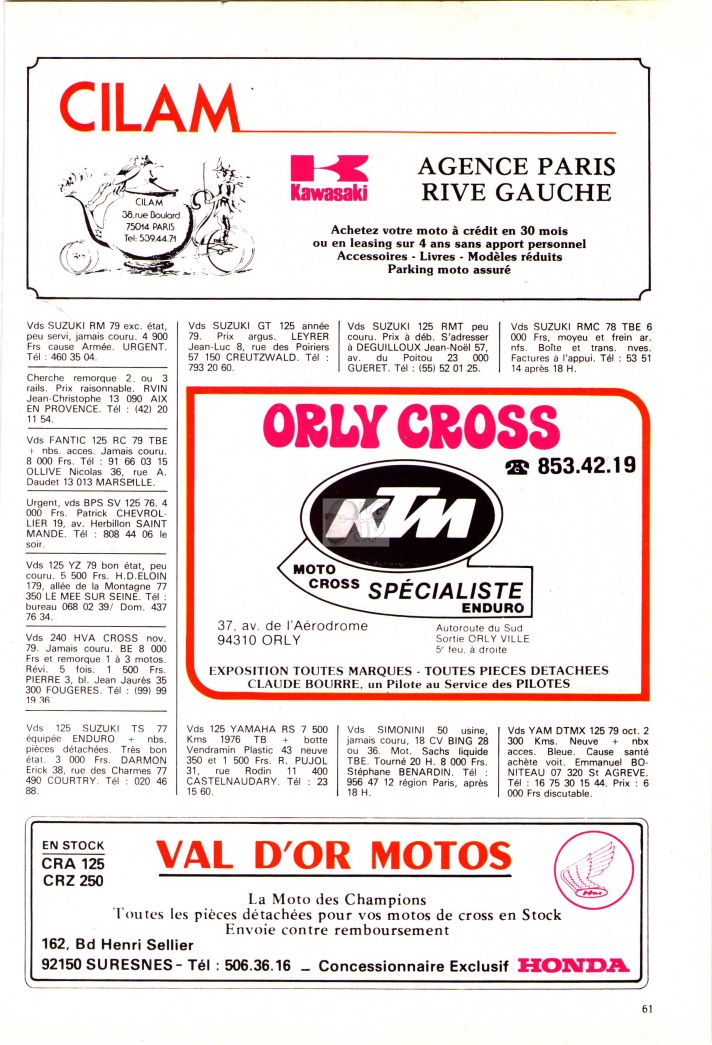 CILAM
CILAM
38,rue Boulard
75014 PARIS
Tel: 539.44.71
Kawasaki
AGENCE PARIS
RIVE GAUCHE
Achetez votre moto à crédit en 30 mois
ou en leasing sur 4 ans sans apport personnel
Accessoires - Livres - Modèles réduits
Parking moto assuré
Vds SUZUKI RM 79 exc. état,
peu servi, jamais couru. 4 900
Frs cause Armée. URGENT.
Tél : 460 35 04.
Cherche remorque 2 ou 3
rails. Prix raisonnable. RVIN
Jean-Christophe 13 090 AIX
EN PROVENCE. Tél : (42) 20
11 54.
Vds FANTIC 125 RC 79 TBE
+ nbs. acces. Jamais couru.
8 000 Frs. Tél : 91 66 03 15
OLLIVE Nicolas 36, rue A.
Daudet 13 013 MARSEILLE.
Urgent, vds BPS SV 125 76. 4
000 Frs. Patrick CHEVROL-
LIER 19, av. Herbillon SAINT
MANDE. Tél : 808 44 06 le
soir.
Vds 125 YZ 79 bon état, peu
couru. 5 500 Frs. H.D.ELOIN
179, allée de la Montagne 77
350 LE MEE SUR SEINE. Tél :
bureau 068 02 39/ Dom. 437
76 34.
Vds 240 HVA CROSS nov.
79. Jamais couru. BE 8 000
Frs et remorque 1 à 3 motos.
Révi. 5 fois. 1 500 Frs.
PIERRE 3, bl. Jean Jaurès 35
300 FOUGERES. Tél : (99) 99
19 36
Vds SUZUKI GT 125 année
79. Prix argus. LEYRER
Jean-Luc 8, rue des Poiriers
57 150 CREUTZWALD. Tél :
793 20 60.
Vds SUZUKI 125 RMT peu
couru. Prix à déb. S'adresser
à DEGUILLOUX Jean-Noël 57,
av. du Poitou 23 000
GUERET. Tél : (55) 52 01 25.
Vds SUZUKI RMC 78 TBE 6
000 Frs, moyeu et frein ar.
nfs. Boîte et trans. nves.
Factures à l'appui. Tél : 53 51
14 après 18 H.
ORLY CROSS
☎ 853.42.19
KTM
MOTO
CROSS SPÉCIALISTE
ENDURO
37, av. de l'Aérodrome
94310 ORLY
Autoroute du Sud
Sortie ORLY VILLE
5e feu, à droite
EXPOSITION TOUTES MARQUES - TOUTES PIECES DETACHEES
CLAUDE BOURRE, un Pilote au Service des PILOTES
Vds 125 SUZUKI TS 77
équipée ENDURO + nbs.
pièces détachées. Très bon
état. 3 000 Frs. DARMON
Erick 38, rue des Charmes 77
490 COURTRY. Tél : 020 46
88.
Vds 125 YAMAHA RS 7 500
Kms 1976 TB + botte
Vendramin Plastic 43 neuve
350 et 1 500 Frs. R. PUJOL
31, rue Rodin 11 400
CASTELNAUDARY. Tél : 23
15 60.
Vds SIMONINI 50 usine,
jamais couru, 18 CV BING 28
ou 36. Mot. Sachs liquide
TBE. Tourné 20 H. 8 000 Frs.
Stéphane BENARDIN. Tél :
956 47 12 région Paris, après
18 H.
Vds YAM DTMX 125 79 oct. 2
300 Kms. Neuve + nbx
acces. Bleue. Cause santé
achète voit. Emmanuel BO-
NITEAU 07 320 St AGREVE.
Tél : 16 75 30 15 44. Prix : 6
000 Frs discutable.
EN STOCK
CRA 125
CRZ 250
VAL D'OR MOTOS
La Moto des Champions
Toutes les pièces détachées pour vos motos de cross en Stock
Envoie contre remboursement
162, Bd Henri Sellier
92150 SURESNES - Tél : 506.36.16 _ Concessionnaire Exclusif HONDA
61